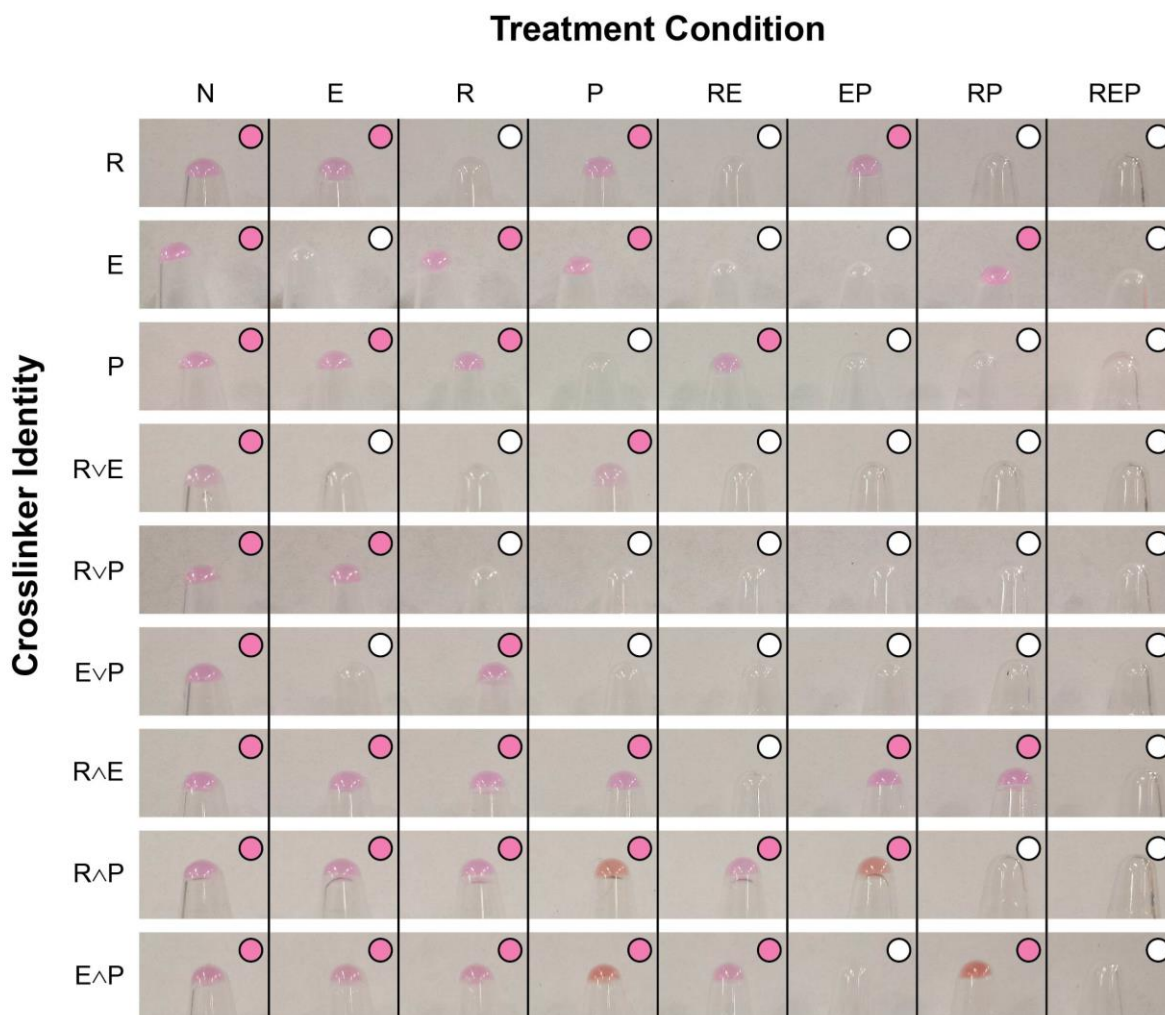 Treatment Condition
N E R P RE EP RP REP
Crosslinker Identity
R
E
P
R∨E
R∨P
E∨P
R∧E
R∧P
E∧P